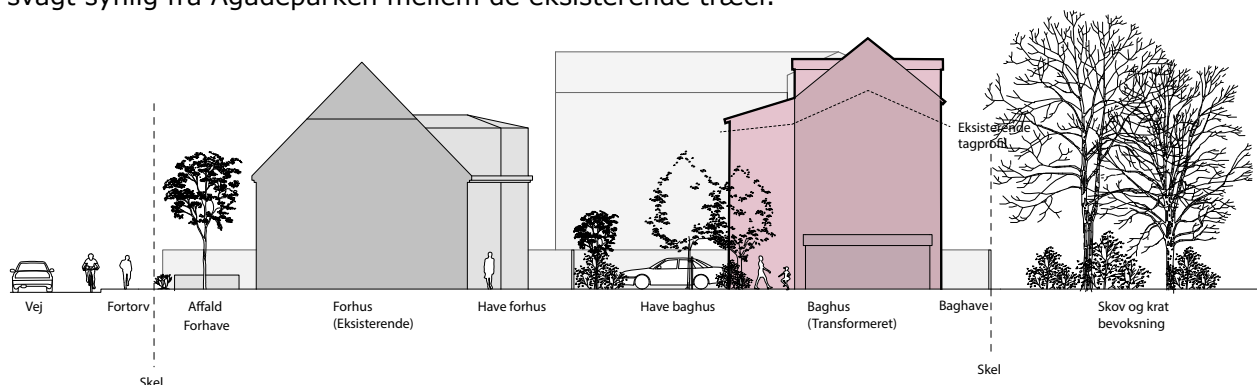 svagt synlig fra Ågadeparken mellem de eksisterende træer.
Eksisterende
tagprofil
Vej
Fortorv
Affald
Forhave
Forhus
(Eksisterende)
Have forhus
Have baghus
Baghus
(Transformeret)
Baghave
Skov og krat
bevoksning
Skel
Skel